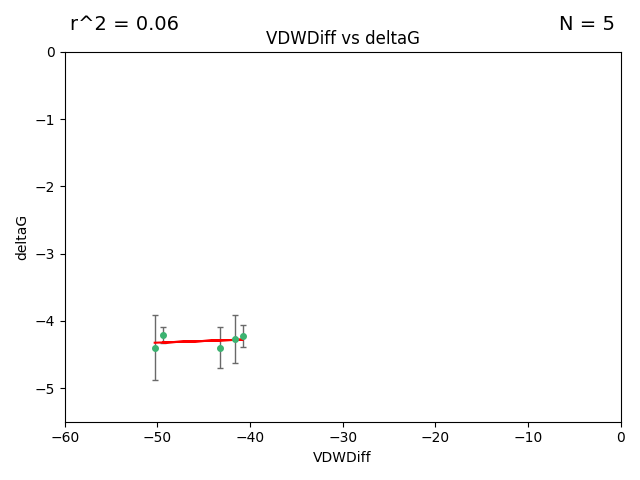 r^2 = 0.06
N = 5
VDWDiff vs deltaG
0
−1
−2
−3
−4
−5
deltaG
−60
−50
−40
−30
−20
−10
0
VDWDiff